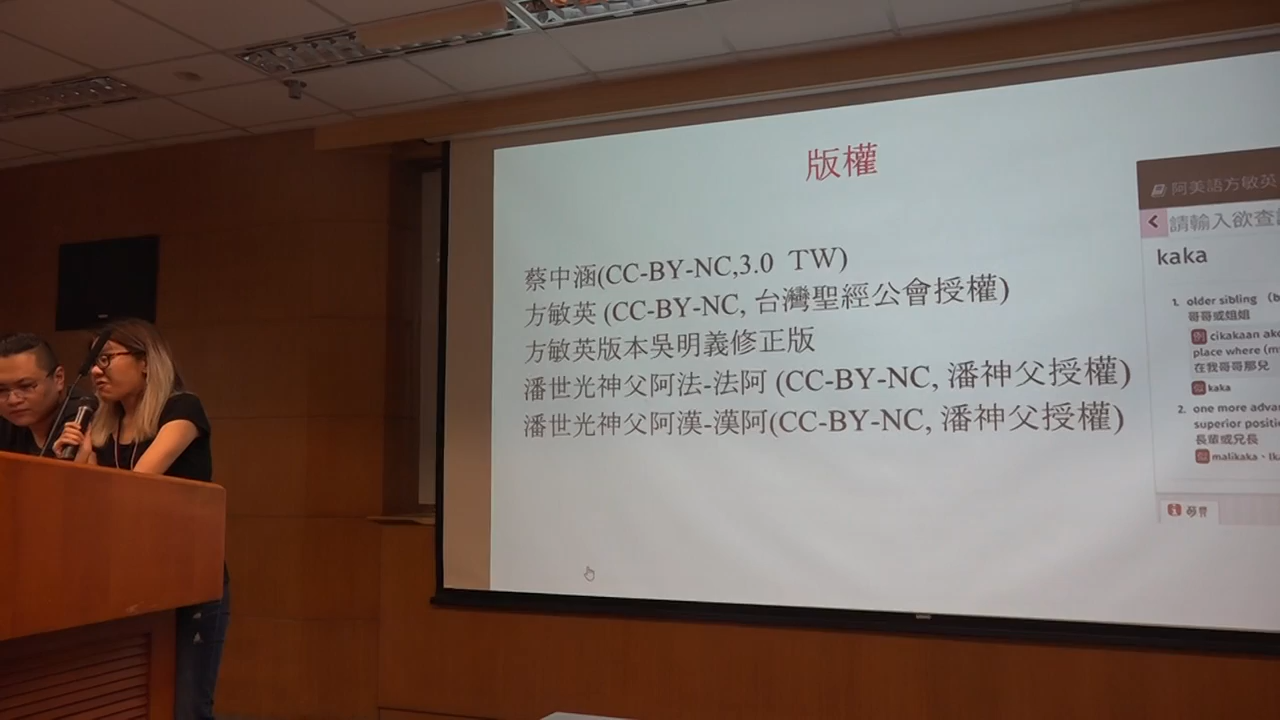 版權
蔡中涵(CC-BY-NC,3.0 TW)
方敏英 (CC-BY-NC, 台灣聖經公會授權)
方敏英版本吳明義修正版
潘世光神父阿法-法阿 (CC-BY-NC, 潘神父授權)
潘世光神父阿漢-漢阿(CC-BY-NC, 潘神父授權)
阿美語方敏英
請輸入欲查
kaka
1. older sibling (b
哥哥或姐姐
例 cikakaan ako
place where (m
在我哥哥那兒
kaka
2. one more adva
superior positi
長輩或兄長
malikaka、